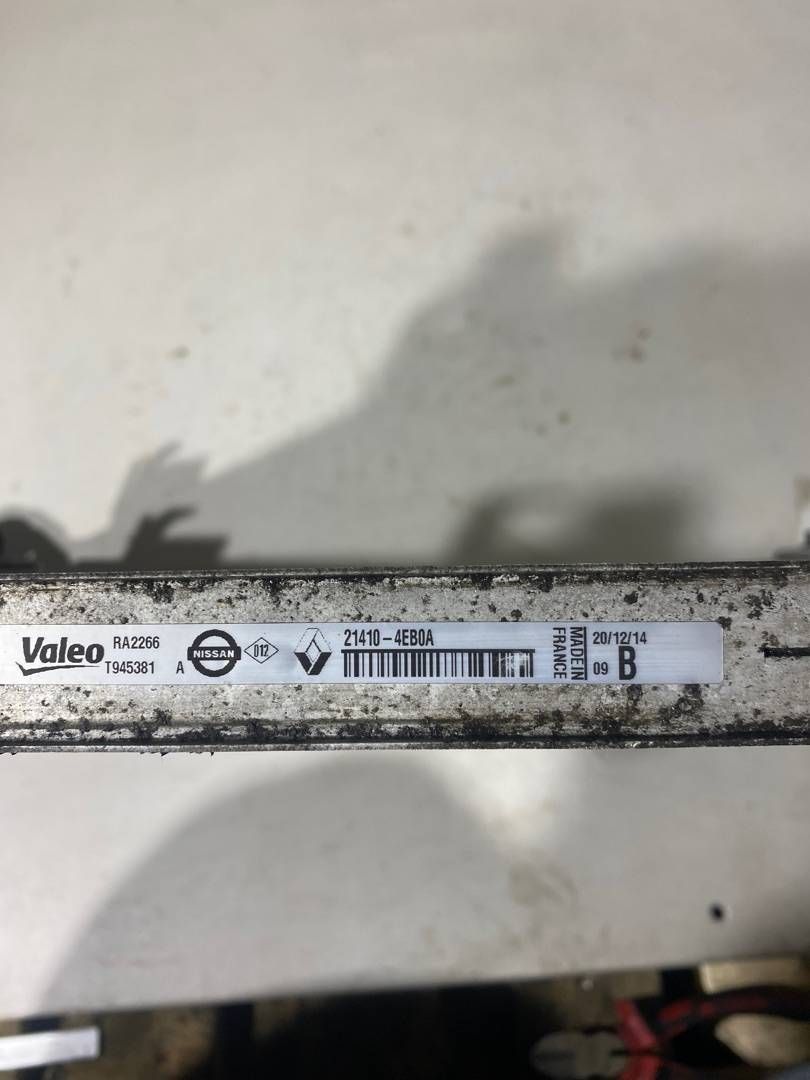 Valeo
RA2266
T945381 A
NISSAN
012
21410-4EB0A
MADE IN
FRANCE
20/12/14
09 B